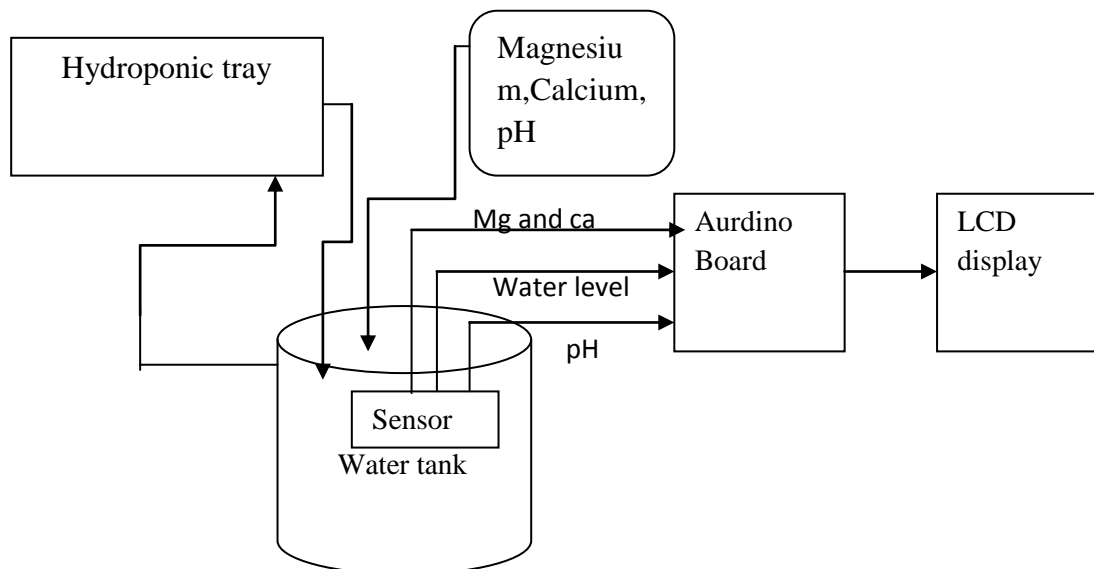 Hydroponic tray
Magnesiu
m,Calcium,
pH
Mg and ca
Water level
pH
Aurdino
Board
LCD
display
Sensor
Water tank